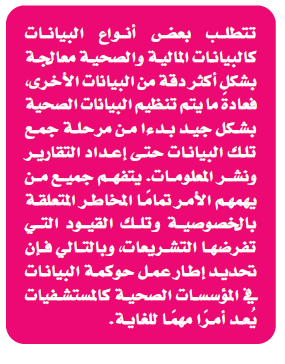 تتطلب بعض أنواع البيانات
كالبيانات المالية والصحية معالجة
بشكلٍ أكثر دقة من البيانات الأخرى،
فعادةً ما يتم تنظيم البيانات الصحية
بشكل جيد بدءا من مرحلة جمع
تلك البيانات حتى إعداد التقارير
ونشر المعلومات. يتفهم جميع من
يهمهم الأمر تمامًا المخاطر المتعلقة
بالخصوصية وتلك القيود التي
تفرضها التشريعات، وبالتالي فإن
تحديد إطار عمل حوكمة البيانات
في المؤسسات الصحية كالمستشفيات
يُعد أمرًا مهمًا للغاية.